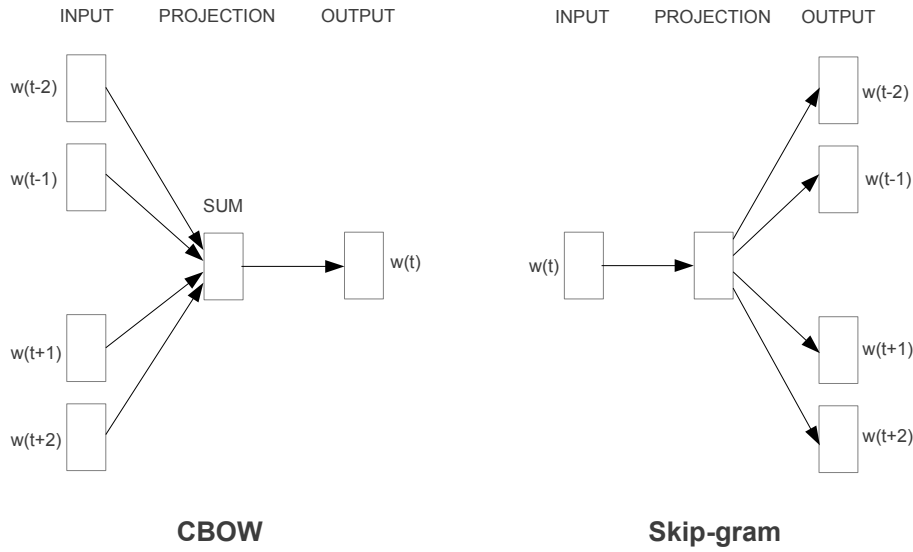 INPUT PROJECTION OUTPUT
w(t-2)
w(t-1)
SUM
w(t)
w(t+1)
w(t+2)
CBOW
INPUT PROJECTION OUTPUT
w(t-2)
w(t-1)
w(t)
w(t+1)
w(t+2)
Skip-gram